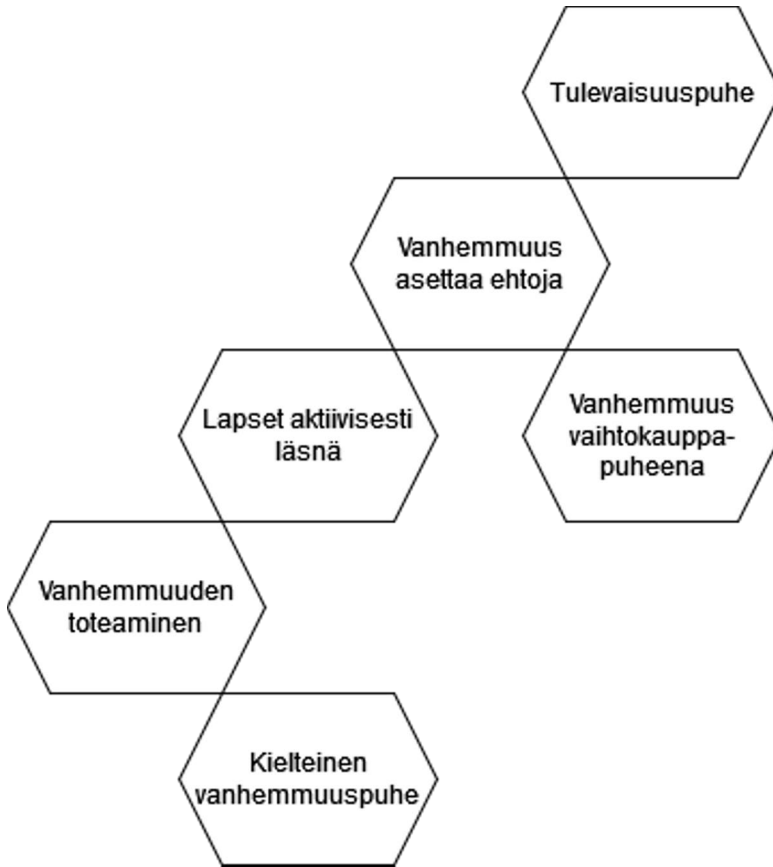 Tulevaisuuspuhe
Vanhemmuus
asettaa ehtoja
Lapset aktiivisesti
läsnä
Vanhemmuus
vaihtokauppa-
puheena
Vanhemmuuden
toteaminen
Kielteinen
vanhemmuuspuhe